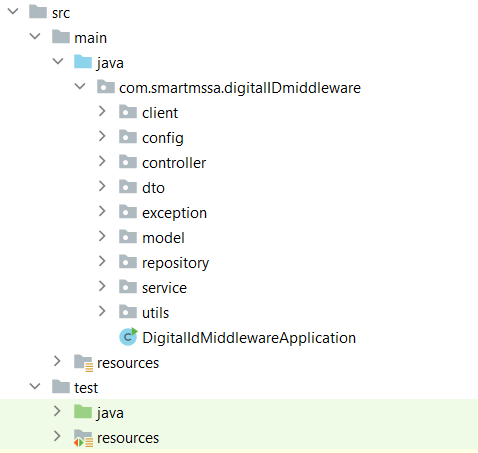 src
main
java
com.smartmssa.digitalIDmiddleware
client
config
controller
dto
exception
model
repository
service
utils
C DigitalIdMiddlewareApplication
resources
test
java
resources